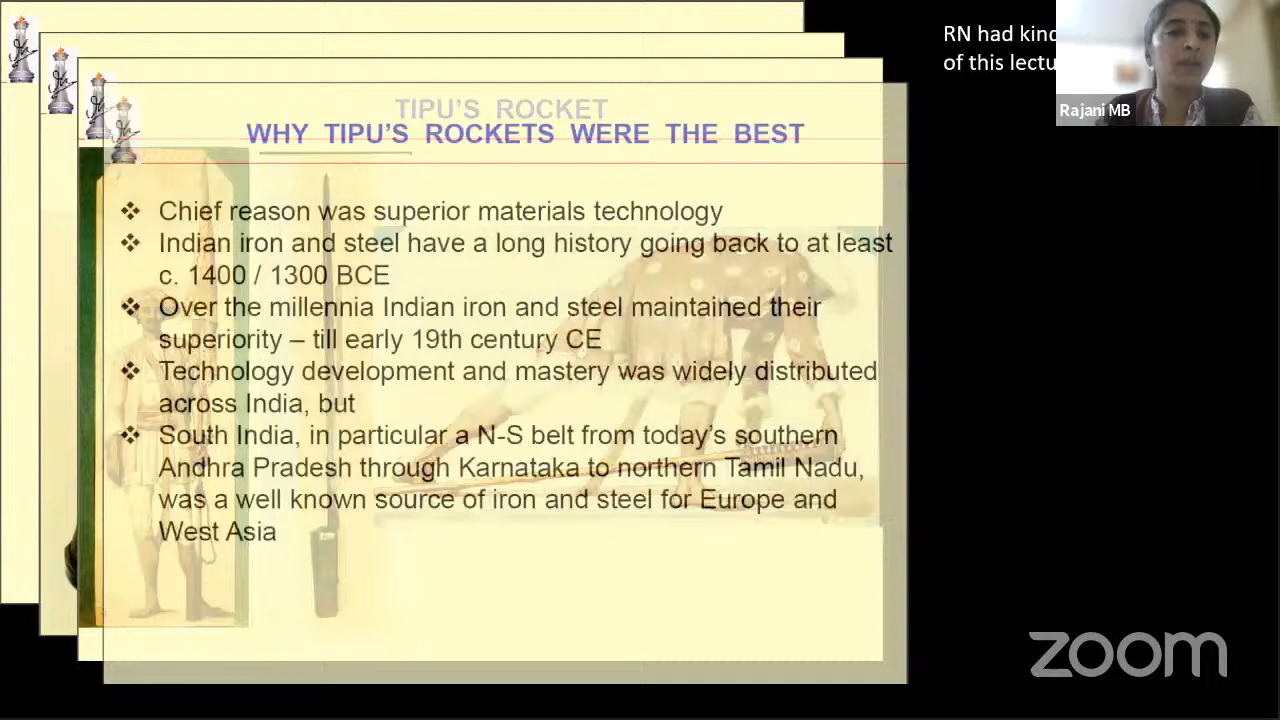 RN had kind
of this lectu
Rajani MB
TIPU'S ROCKET
WHY TIPU'S ROCKETS WERE THE BEST
❖ Chief reason was superior materials technology
❖ Indian iron and steel have a long history going back to at least
c. 1400 / 1300 BCE
❖ Over the millennia Indian iron and steel maintained their
superiority – till early 19th century CE
❖ Technology development and mastery was widely distributed
across India, but
❖ South India, in particular a N-S belt from today's southern
Andhra Pradesh through Karnataka to northern Tamil Nadu,
was a well known source of iron and steel for Europe and
West Asia
zoom